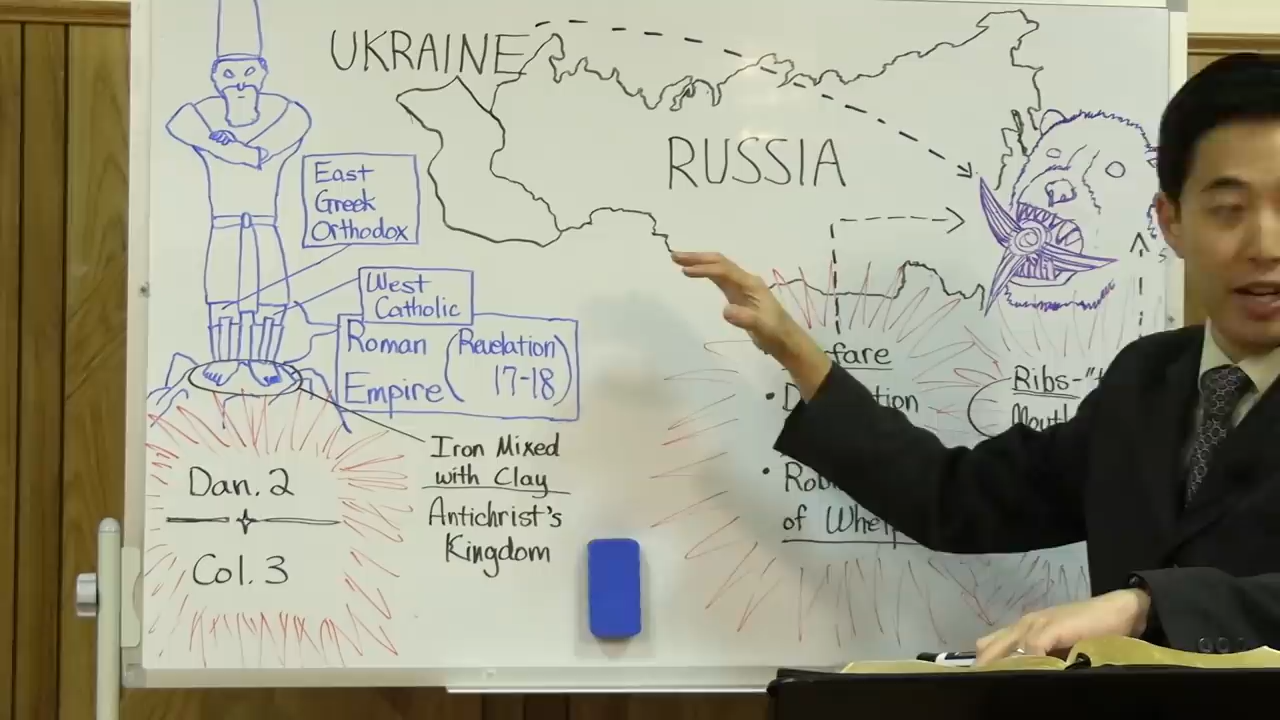 UKRAINE
RUSSIA
East
Greek
Orthodox
West
Catholic
Roman
Empire
(Revelation)
17-18
Iron Mixed
with Clay
Antichrist's
Kingdom
Dan. 2
Col. 3
of
Ribs-"